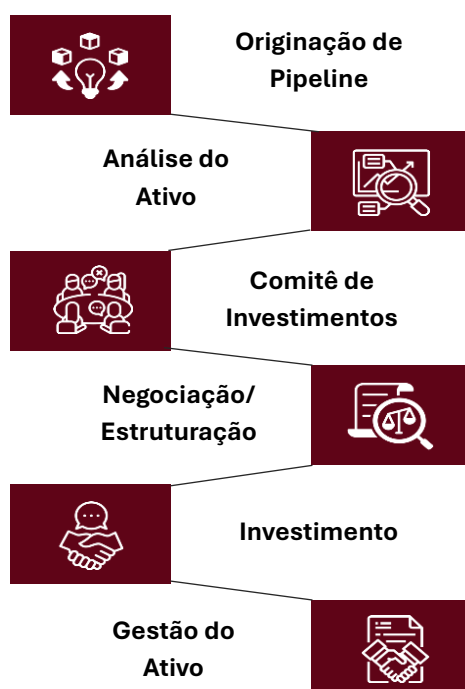 Originação de
Pipeline
Análise do
Ativo
Comitê de
Investimentos
Negociação/
Estruturação
Investimento
Gestão do
Ativo